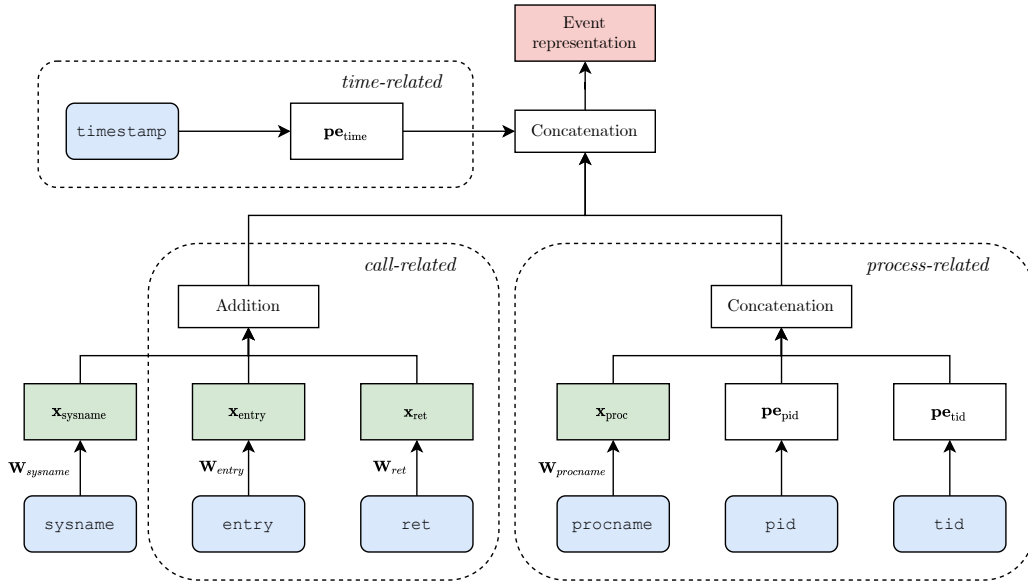 Event
representation
time-related
timestamp
pe_time
Concatenation
call-related
process-related
Addition
Concatenation
x_sysname
x_entry
x_ret
x_proc
pe_pid
pe_tid
W_sysname
W_entry
W_ret
W_procname
sysname
entry
ret
procname
pid
tid